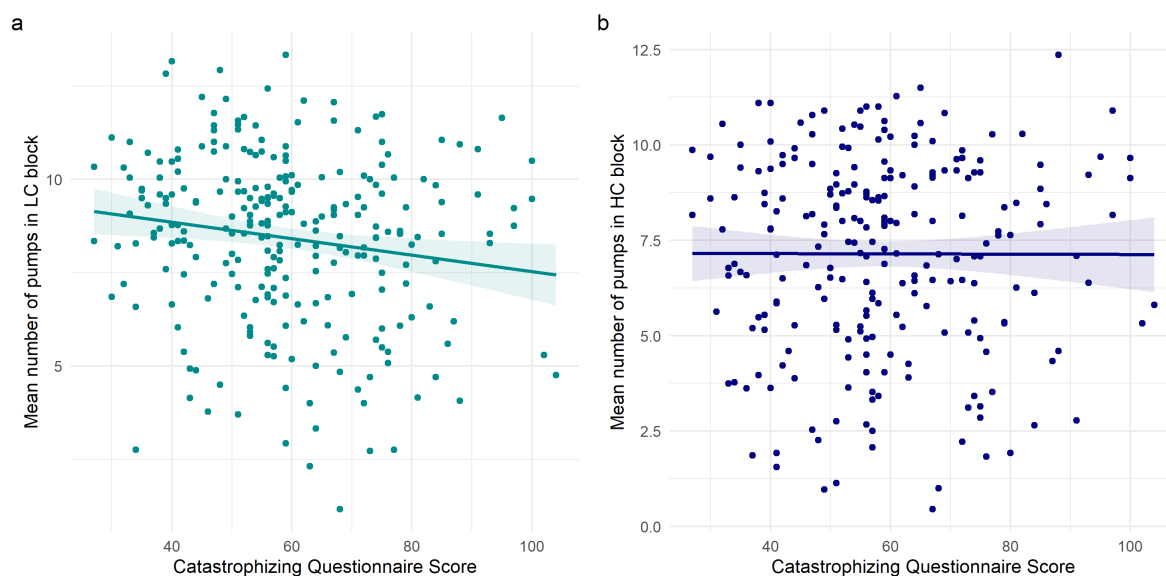 a
Mean number of pumps in LC block
10
5
40
60
80
100
Catastrophizing Questionnaire Score
b
Mean number of pumps in HC block
12.5
10.0
7.5
5.0
2.5
0.0
40
60
80
100
Catastrophizing Questionnaire Score